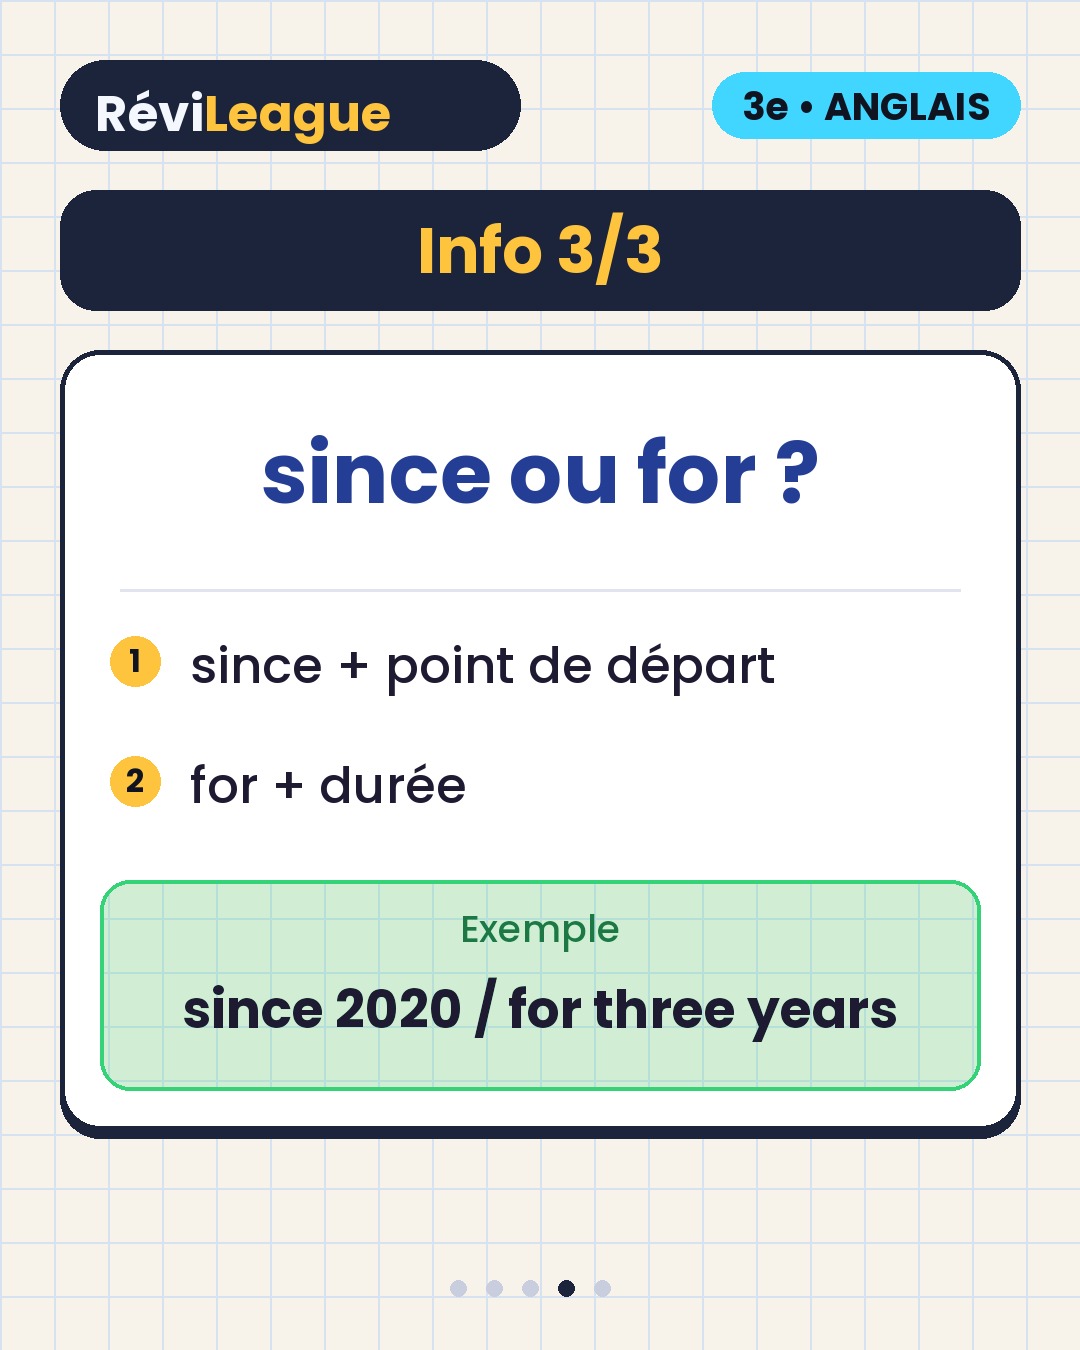 RéviLeague
3e • ANGLAIS
Info 3/3
since ou for ?
1 since + point de départ
2 for + durée
Exemple
since 2020 / for three years